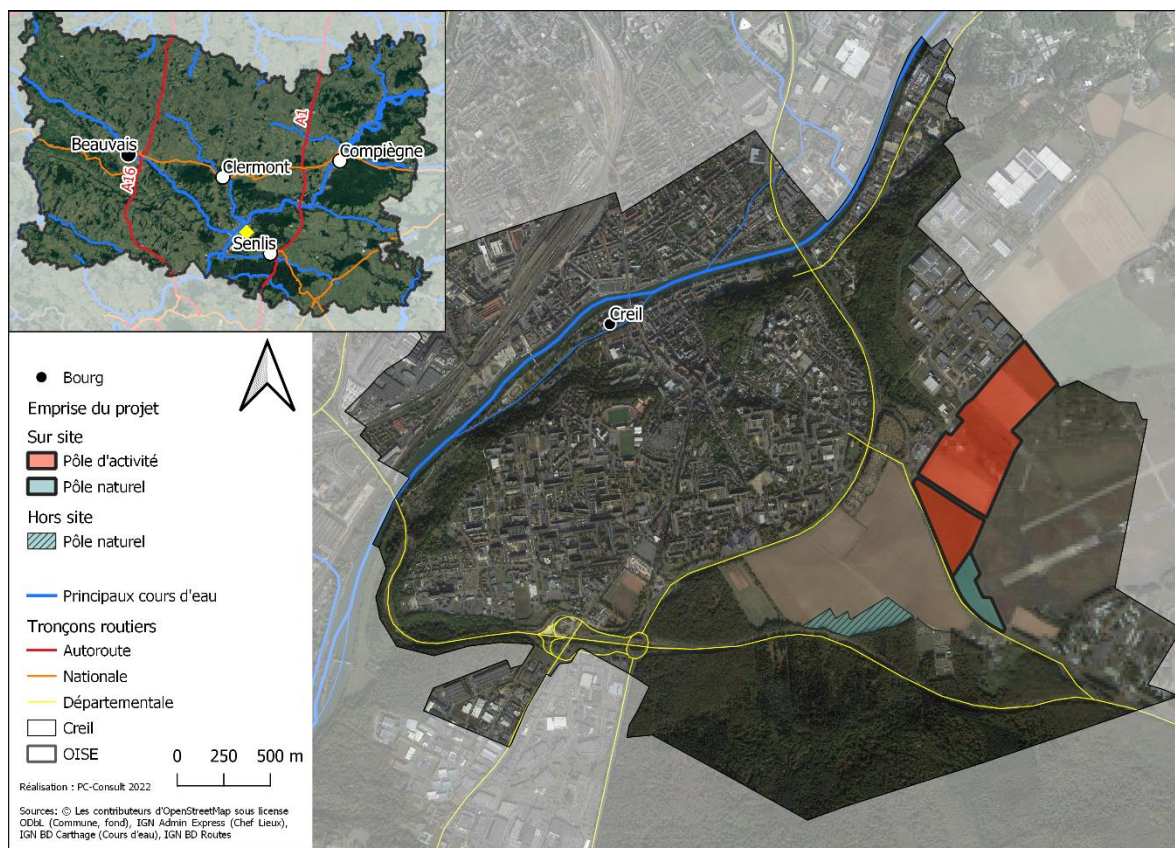 A16
A1
Beauvais
Clermont
Compiègne
Senlis
Creil
Bourg
Emprise du projet
Sur site
Pôle d'activité
Pôle naturel
Hors site
Pôle naturel
Principaux cours d'eau
Tronçons routiers
Autoroute
Nationale
Départementale
Creil
OISE
0 250 500 m
Réalisation : PC-Consult 2022
Sources: © Les contributeurs d'OpenStreetMap sous license
ODbL (Commune, fond), IGN Admin Express (Chef Lieux),
IGN BD Carthage (Cours d'eau), IGN BD Routes